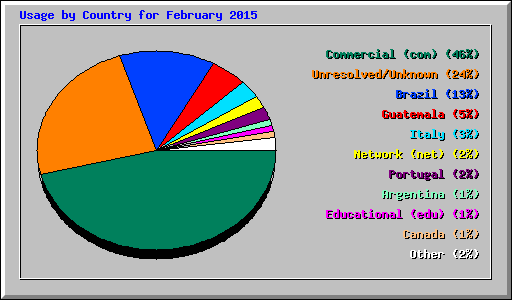 Usage by Country for February 2015
Commercial (com) (46%)
Unresolved/Unknown (24%)
Brazil (13%)
Guatemala (5%)
Italy (3%)
Network (net) (2%)
Portugal (2%)
Argentina (1%)
Educational (edu) (1%)
Canada (1%)
Other (2%)